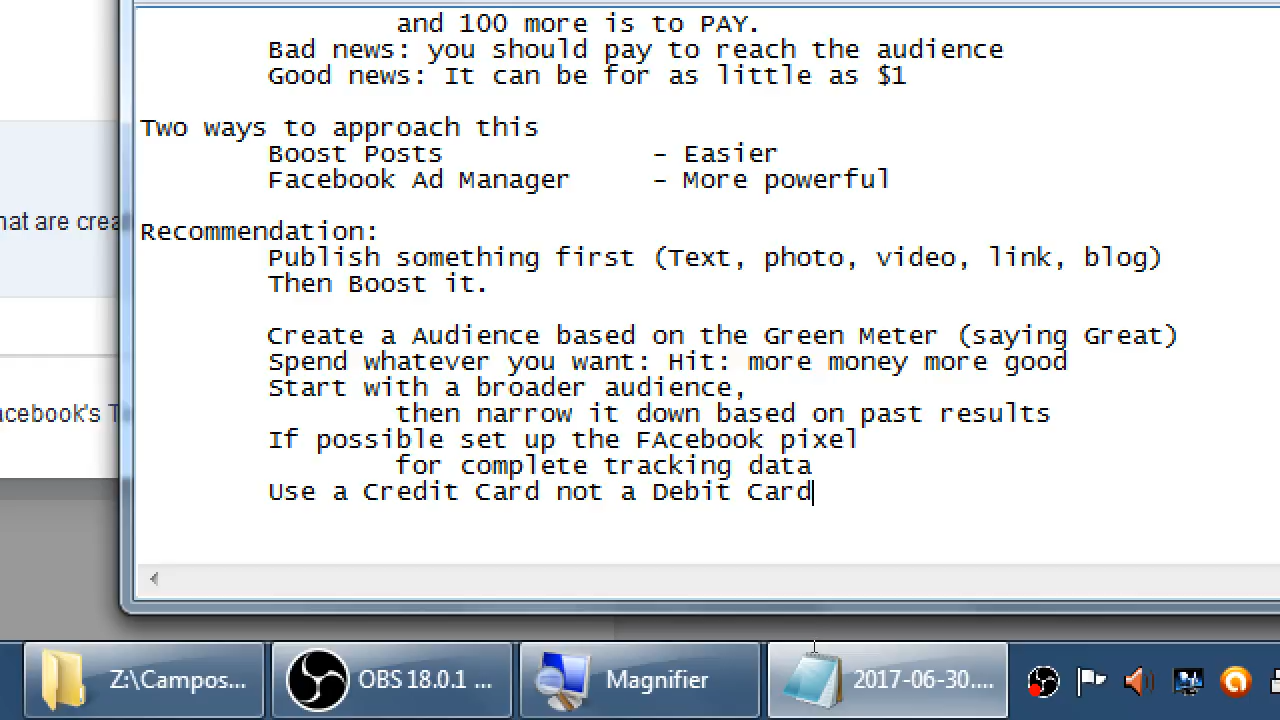 and 100 more is to PAY.
Bad news: you should pay to reach the audience
Good news: It can be for as little as $1
Two ways to approach this
Boost Posts - Easier
Facebook Ad Manager - More powerful
hat are crea
Recommendation:
Publish something first (Text, photo, video, link, blog)
Then Boost it.
Create a Audience based on the Green Meter (saying Great)
Spend whatever you want: Hit: more money more good
Start with a broader audience,
then narrow it down based on past results
acebook's T
If possible set up the FAcebook pixel
for complete tracking data
Use a Credit Card not a Debit Card
Z:\Campos... OBS 18.0.1 ... Magnifier 2017-06-30....